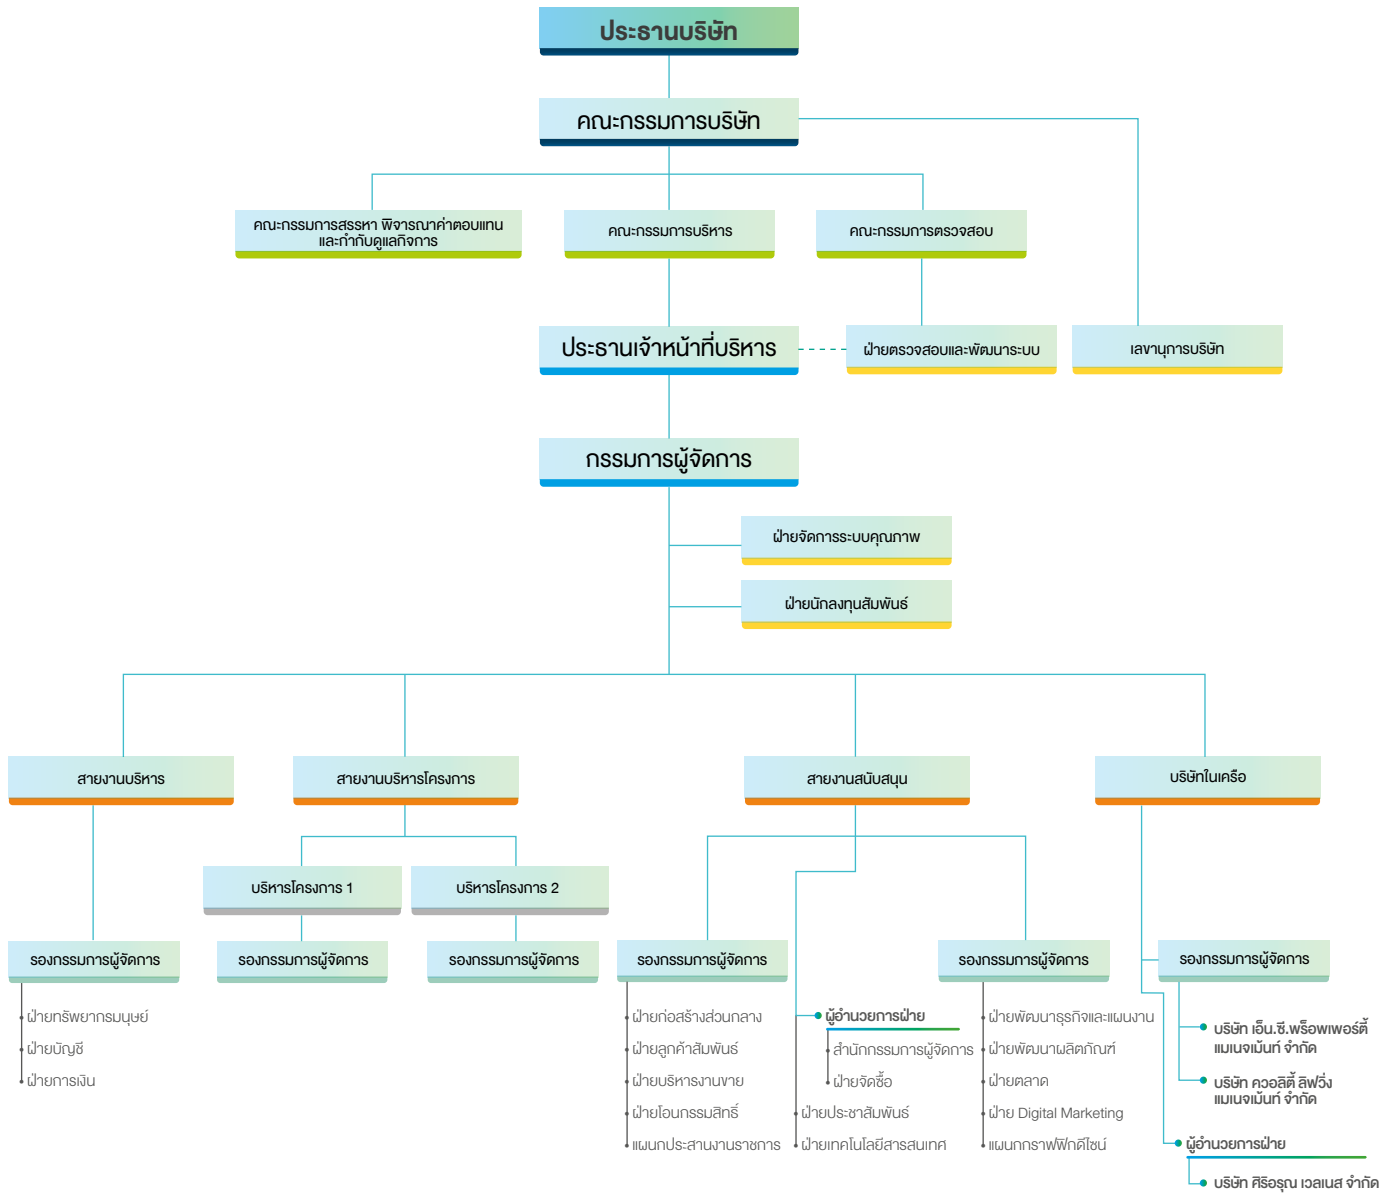 ประธานบริษัท
คณะกรรมการบริษัท
คณะกรรมการสรรหา พิจารณาค่าตอบแทน
และกำกับดูแลกิจการ
คณะกรรมการบริหาร
คณะกรรมการตรวจสอบ
ประธานเจ้าหน้าที่บริหาร
ฝ่ายตรวจสอบและพัฒนาระบบ
เลขานุการบริษัท
กรรมการผู้จัดการ
ฝ่ายจัดการระบบคุณภาพ
ฝ่ายนักลงทุนสัมพันธ์
สายงานบริหาร
สายงานบริหารโครงการ
สายงานสนับสนุน
บริษัทในเครือ
บริหารโครงการ 1
บริหารโครงการ 2
รองกรรมการผู้จัดการ
รองกรรมการผู้จัดการ
รองกรรมการผู้จัดการ
รองกรรมการผู้จัดการ
รองกรรมการผู้จัดการ
รองกรรมการผู้จัดการ
ฝ่ายทรัพยากรมนุษย์
ฝ่ายบัญชี
ฝ่ายการเงิน
ฝ่ายก่อสร้างส่วนกลาง
ฝ่ายลูกค้าสัมพันธ์
ฝ่ายบริหารงานขาย
ฝ่ายโอนกรรมสิทธิ์
แผนกประสานงานราชการ
ผู้อำนวยการฝ่าย
สำนักกรรมการผู้จัดการ
ฝ่ายจัดซื้อ
ฝ่ายประชาสัมพันธ์
ฝ่ายเทคโนโลยีสารสนเทศ
ฝ่ายพัฒนาธุรกิจและแผนงาน
ฝ่ายพัฒนาผลิตภัณฑ์
ฝ่ายตลาด
ฝ่าย Digital Marketing
แผนกกราฟฟิกดีไซน์
บริษัท เอ็น.ซี.พร็อพเพอร์ตี้
แมเนจเม้นท์ จำกัด
บริษัท ควอลิตี้ ลิฟวิ่ง
แมเนจเม้นท์ จำกัด
ผู้อำนวยการฝ่าย
บริษัท ศิริอรุณ เวลเนส จำกัด